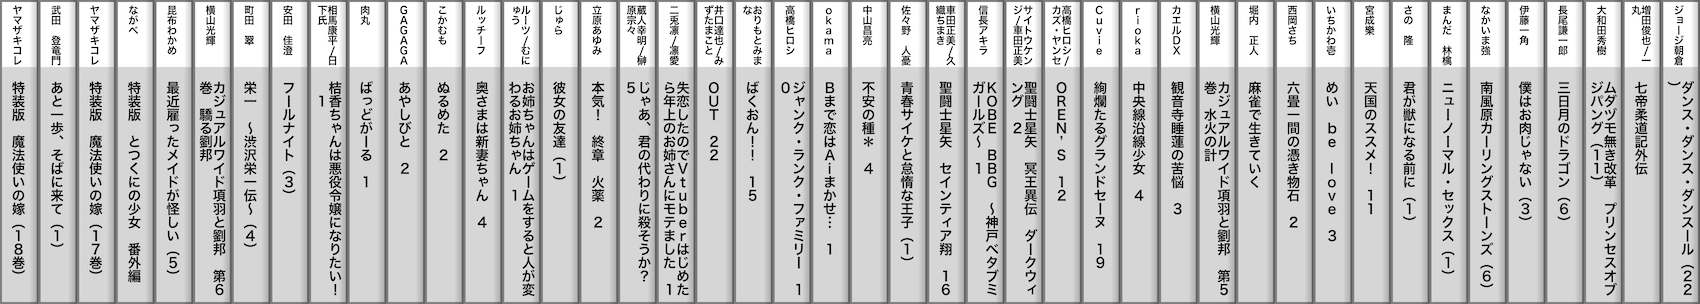 ジョージ朝倉
ダンス・ダンス・ダンスール（22
）
増田俊也/一
丸
七帝柔道記外伝
大和田秀樹
ムダヅモ無き改革　プリンセスオブ
ジパング（11）
長尾謙一郎
三日月のドラゴン（6）
伊藤一角
僕はお肉じゃない（3）
なかいま強
南風原カーリングストーンズ（6）
まんだ　林檎
ニューノーマル・セックス（1）
さの　隆
君が獣になる前に（1）
宮成樂
天国のススメ！　11
いちかわ壱
めい　be　love　3
西岡さち
六畳一間の憑き物石　2
堀内　正人
麻雀で生きていく
横山光輝
カジュアルワイド項羽と劉邦　第5
巻　水火の計
カエルDX
観音寺睡蓮の苦悩　3
rioka
中央線沿線少女　4
Cuvie
絢爛たるグランドセーヌ　19
高橋ヒロシ/
カズ・ヤンセ
OREN'S　12
サイトウケン
ジ/車田正美
聖闘士星矢　冥王異伝　ダークウィ
ング　2
信長アキラ
KOBE　BBG　～神戸ベタブミ
ガールズ～　1
車田正美/久
織ちまき
聖闘士星矢　セインティア翔　16
佐々野　人憂
青春サイケと怠惰な王子（1）
中山昌亮
不安の種＊　4
okama
Bまで恋はAiまかせ…　1
高橋ヒロシ
ジャンク・ランク・ファミリー　1
0
おりもとみま
な
ばくおん！！　15
井口達也/み
ずたまこと
OUT　22
二兎凛/凛愛
失恋したのでVtuberはじめた
ら年上のお姉さんにモテました　1
蔵人幸明/榊
原宗々
じゃあ、君の代わりに殺そうか？
5
立原あゆみ
本気！　終章　火薬　2
じゅら
彼女の友達（1）
ルーツ/むに
ゅう
お姉ちゃんはゲームをすると人が変
わるお姉ちゃん　1
ルッチーフ
奥さまは新妻ちゃん　4
こかむも
ぬるめた　2
GAGAGA
あやしびと　2
肉丸
ばっどがーる　1
相馬康平/日
下氏
桔香ちゃんは悪役令嬢になりたい！
1
安田　佳澄
フールナイト（3）
町田　翠
栄一　～渋沢栄一伝～（4）
横山光輝
カジュアルワイド項羽と劉邦　第6
巻　驕る劉邦
昆布わかめ
最近雇ったメイドが怪しい（5）
ながべ
特装版　とつくにの少女　番外編
ヤマザキコレ
特装版　魔法使いの嫁（17巻）
武田　登竜門
あと一歩、そばに来て（1）
ヤマザキコレ
特装版　魔法使いの嫁（18巻）